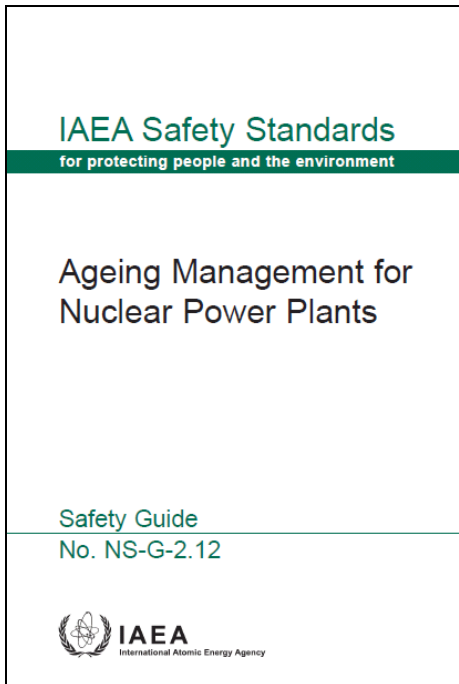 IAEA Safety Standards
for protecting people and the environment
Ageing Management for
Nuclear Power Plants
Safety Guide
No. NS-G-2.12
IAEA
International Atomic Energy Agency